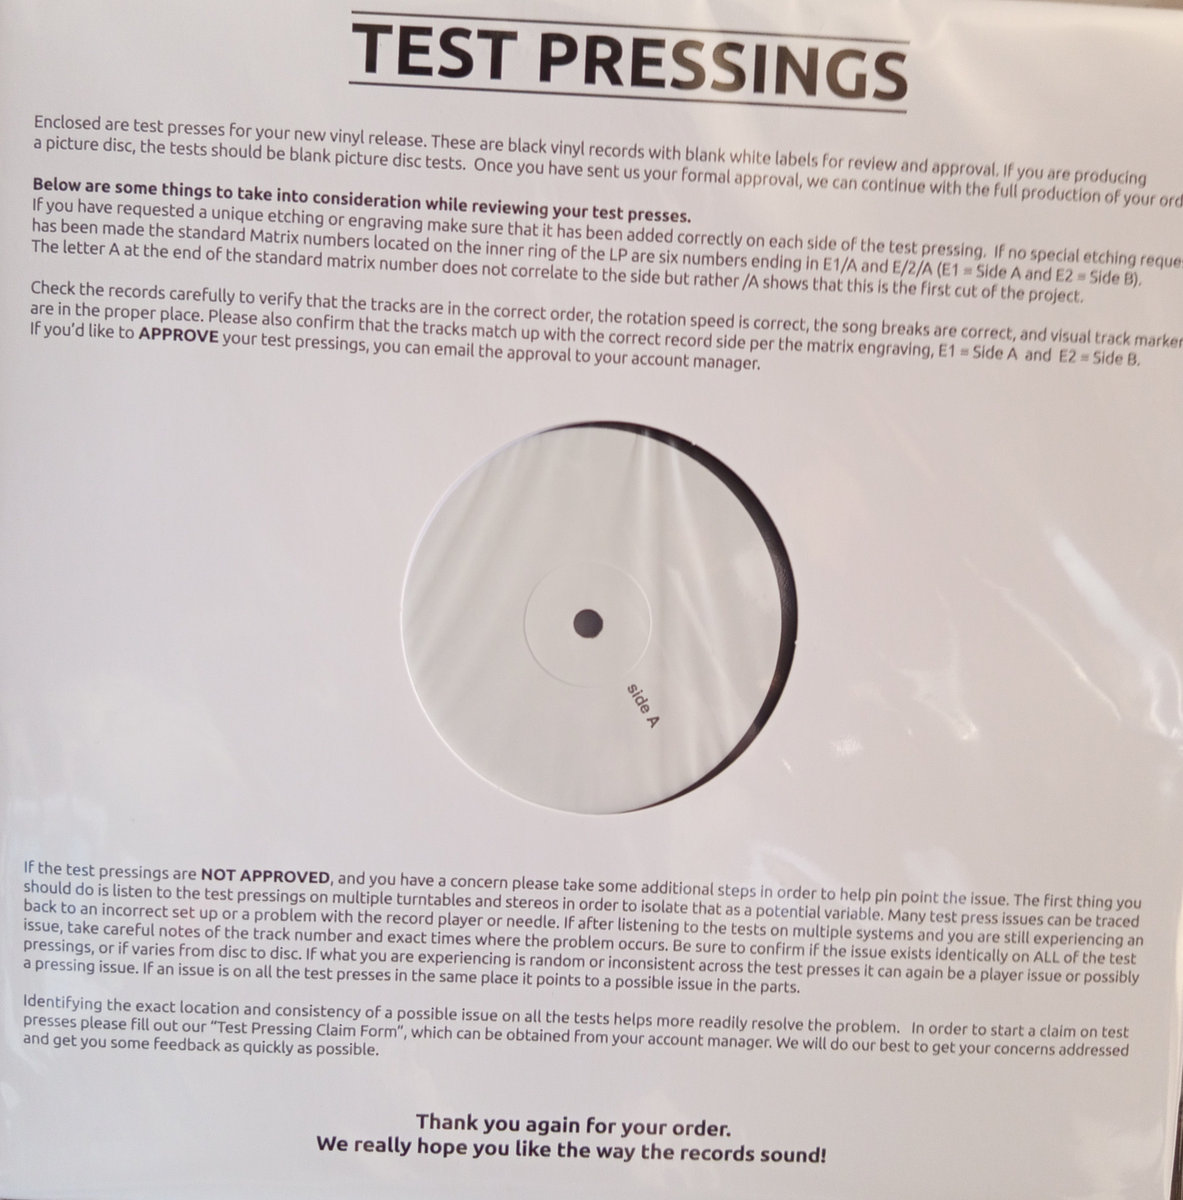 TEST PRESSINGS
Enclosed are test presses for your new vinyl release. These are black vinyl records with blank white labels for review and approval. If you are producing
a picture disc, the tests should be blank picture disc tests. Once you have sent us your formal approval, we can continue with the full production of your ord
Below are some things to take into consideration while reviewing your test presses.
If you have requested a unique etching or engraving make sure that it has been added correctly on each side of the test pressing. If no special etching reque
has been made the standard Matrix numbers located on the inner ring of the LP are six numbers ending in E1/A and E/2/A (E1 = Side A and E2 = Side B).
The letter A at the end of the standard matrix number does not correlate to the side but rather /A shows that this is the first cut of the project.
Check the records carefully to verify that the tracks are in the correct order, the rotation speed is correct, the song breaks are correct, and visual track marker
are in the proper place. Please also confirm that the tracks match up with the correct record side per the matrix engraving, E1 = Side A and E2 = Side B.
If you'd like to APPROVE your test pressings, you can email the approval to your account manager.
side A
If the test pressings are NOT APPROVED, and you have a concern please take some additional steps in order to help pin point the issue. The first thing you
should do is listen to the test pressings on multiple turntables and stereos in order to isolate that as a potential variable. Many test press issues can be traced
back to an incorrect set up or a problem with the record player or needle. If after listening to the tests on multiple systems and you are still experiencing an
issue, take careful notes of the track number and exact times where the problem occurs. Be sure to confirm if the issue exists identically on ALL of the test
pressings, or if varies from disc to disc. If what you are experiencing is random or inconsistent across the test presses it can again be a player issue or possibly
a pressing issue. If an issue is on all the test presses in the same place it points to a possible issue in the parts.
Identifying the exact location and consistency of a possible issue on all the tests helps more readily resolve the problem. In order to start a claim on test
presses please fill out our "Test Pressing Claim Form", which can be obtained from your account manager. We will do our best to get your concerns addressed
and get you some feedback as quickly as possible.
Thank you again for your order.
We really hope you like the way the records sound!